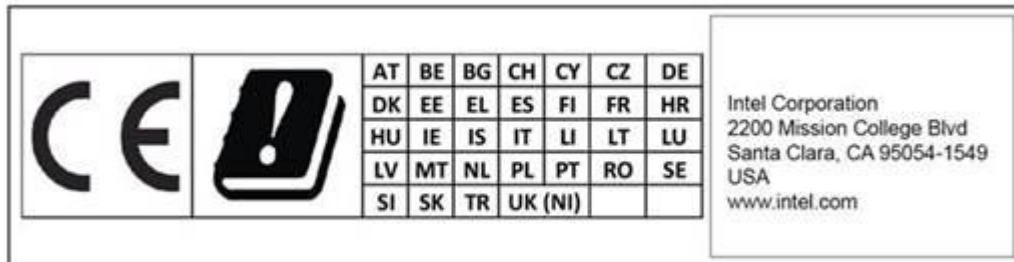 CE
!
AT BE BG CH CY CZ DE
DK EE EL ES FI FR HR
HU IE IS IT LI LT LU
LV MT NL PL PT RO SE
SI SK TR UK (NI)
Intel Corporation
2200 Mission College Blvd
Santa Clara, CA 95054-1549
USA
www.intel.com